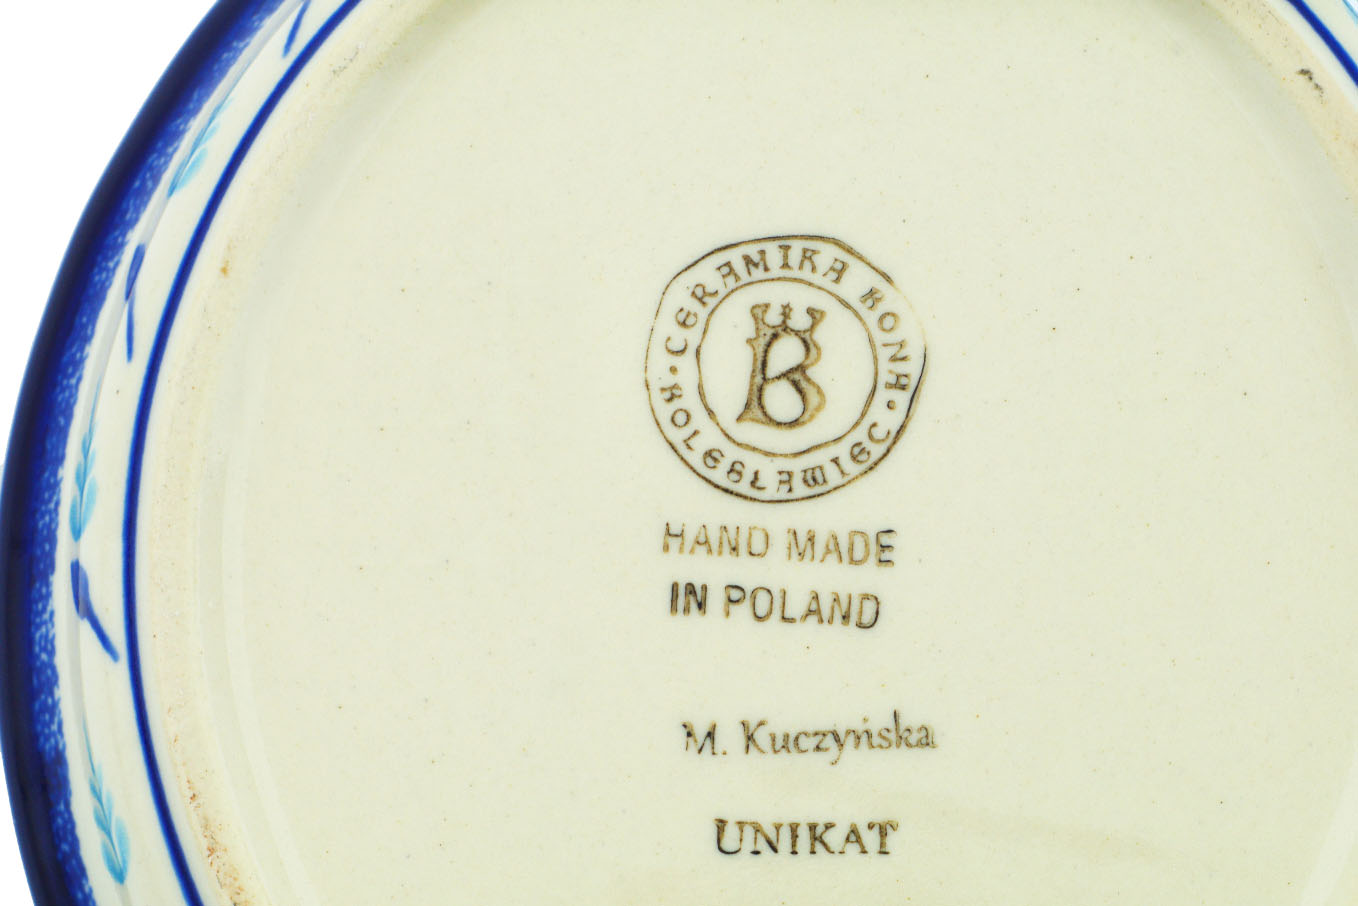 CERAMIKA BONA
BOLESŁAWIEC
B
HAND MADE
IN POLAND
M. Kuczyńska
UNIKAT